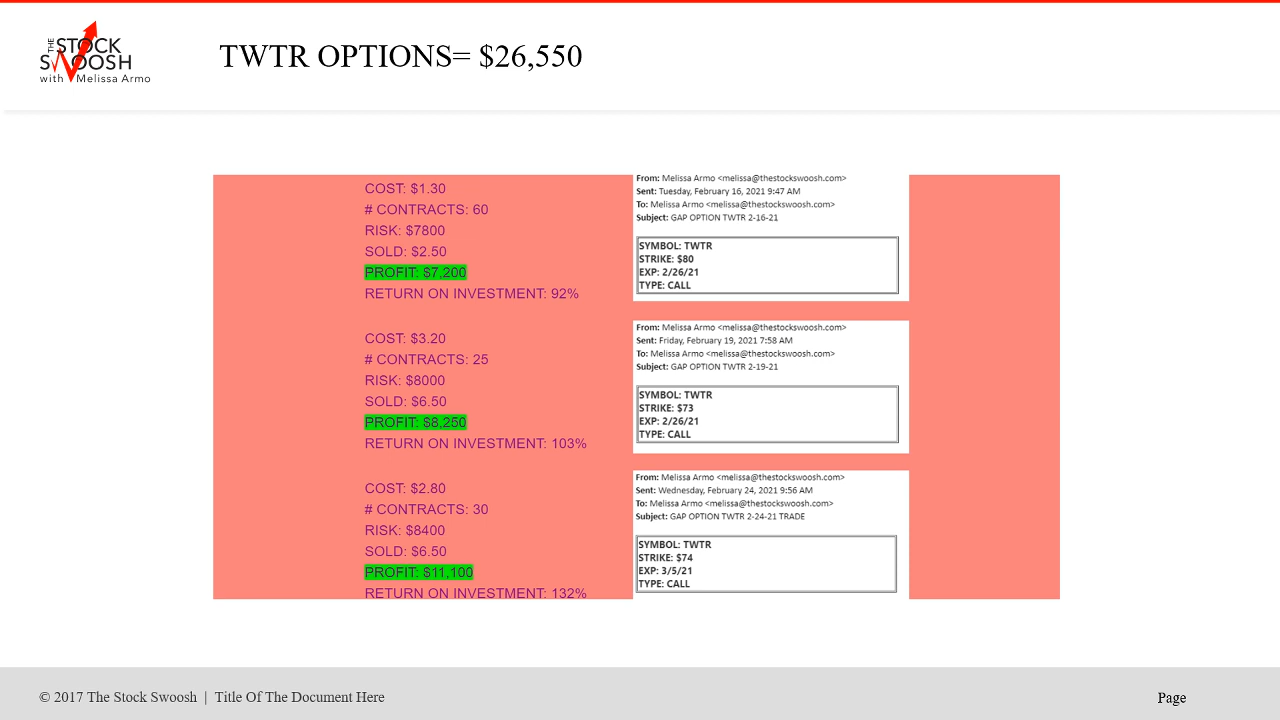 THE
STOCK
SWOOSH
with Melissa Armo
TWTR OPTIONS= $26,550
COST: $1.30
# CONTRACTS: 60
RISK: $7800
SOLD: $2.50
PROFIT: $7,200
RETURN ON INVESTMENT: 92%
From: Melissa Armo <melissa@thestockswoosh.com>
Sent: Tuesday, February 16, 2021 9:47 AM
To: Melissa Armo <melissa@thestockswoosh.com>
Subject: GAP OPTION TWTR 2-16-21
SYMBOL: TWTR
STRIKE: $80
EXP: 2/26/21
TYPE: CALL
COST: $3.20
# CONTRACTS: 25
RISK: $8000
SOLD: $6.50
PROFIT: $8,250
RETURN ON INVESTMENT: 103%
From: Melissa Armo <melissa@thestockswoosh.com>
Sent: Friday, February 19, 2021 7:58 AM
To: Melissa Armo <melissa@thestockswoosh.com>
Subject: GAP OPTION TWTR 2-19-21
SYMBOL: TWTR
STRIKE: $73
EXP: 2/26/21
TYPE: CALL
COST: $2.80
# CONTRACTS: 30
RISK: $8400
SOLD: $6.50
PROFIT: $11,100
RETURN ON INVESTMENT: 132%
From: Melissa Armo <melissa@thestockswoosh.com>
Sent: Wednesday, February 24, 2021 9:56 AM
To: Melissa Armo <melissa@thestockswoosh.com>
Subject: GAP OPTION TWTR 2-24-21 TRADE
SYMBOL: TWTR
STRIKE: $74
EXP: 3/5/21
TYPE: CALL
© 2017 The Stock Swoosh | Title Of The Document Here
Page